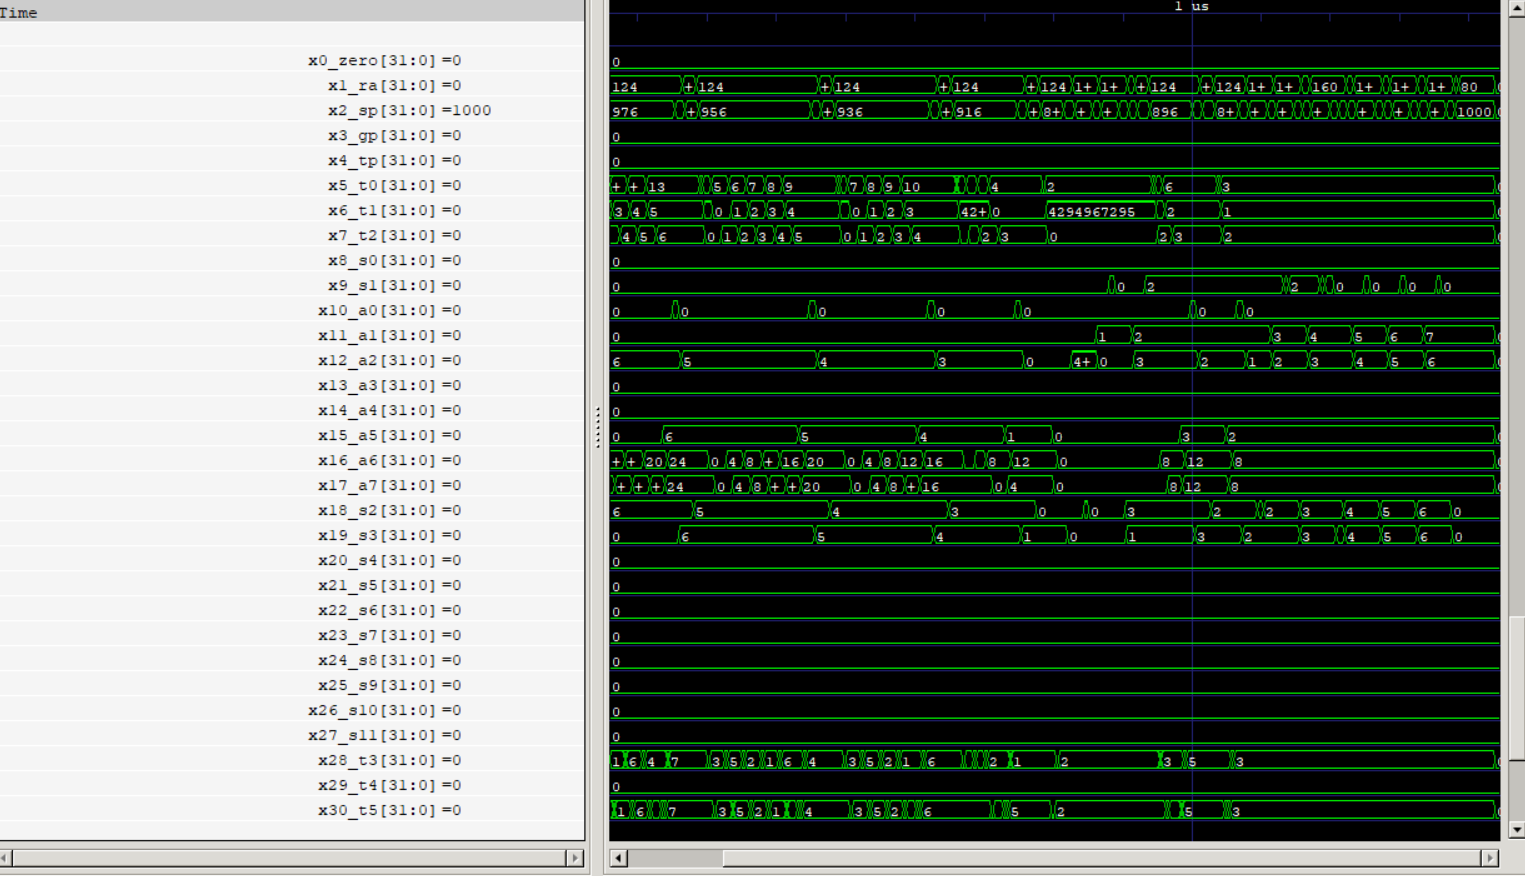 Time
1 us
x0_zero[31:0] =0 0
x1_ra[31:0] =0 124 + 124 + 124 + 124 + 124 1+ 1+ + 124 + 124 1+ 1+ 160 1+ 1+ 1+ 80
x2_sp[31:0] =1000 976 + 956 + 936 + 916 + 8+ + + 896 8+ + + + + + 1000
x3_gp[31:0] =0 0
x4_tp[31:0] =0 0
x5_t0[31:0] =0 + + 13 5 6 7 8 9 7 8 9 10 4 2 6 3
x6_t1[31:0] =0 3 4 5 0 1 2 3 4 0 1 2 3 42+ 0 4294967295 2 1
x7_t2[31:0] =0 4 5 6 0 1 2 3 4 5 0 1 2 3 4 2 3 0 2 3 2
x8_s0[31:0] =0 0
x9_s1[31:0] =0 0 0 2 2 0 0 0 0
x10_a0[31:0] =0 0 0 0 0 0 0 0
x11_a1[31:0] =0 0 1 2 3 4 5 6 7
x12_a2[31:0] =0 6 5 4 3 0 4+ 0 3 2 1 2 3 4 5 6
x13_a3[31:0] =0 0
x14_a4[31:0] =0 0
x15_a5[31:0] =0 0 6 5 4 1 0 3 2
x16_a6[31:0] =0 + + 20 24 0 4 8 + 16 20 0 4 8 12 16 8 12 0 8 12 8
x17_a7[31:0] =0 + + + 24 0 4 8 + + 20 0 4 8 + 16 0 4 0 8 12 8
x18_s2[31:0] =0 6 5 4 3 0 0 3 2 2 3 4 5 6 0
x19_s3[31:0] =0 0 6 5 4 1 0 1 3 2 3 4 5 6 0
x20_s4[31:0] =0 0
x21_s5[31:0] =0 0
x22_s6[31:0] =0 0
x23_s7[31:0] =0 0
x24_s8[31:0] =0 0
x25_s9[31:0] =0 0
x26_s10[31:0] =0 0
x27_s11[31:0] =0 0
x28_t3[31:0] =0 1 6 4 7 3 5 2 1 6 4 3 5 2 1 6 2 1 2 3 5 3
x29_t4[31:0] =0 0
x30_t5[31:0] =0 1 6 7 3 5 2 1 4 3 5 2 6 5 2 5 3